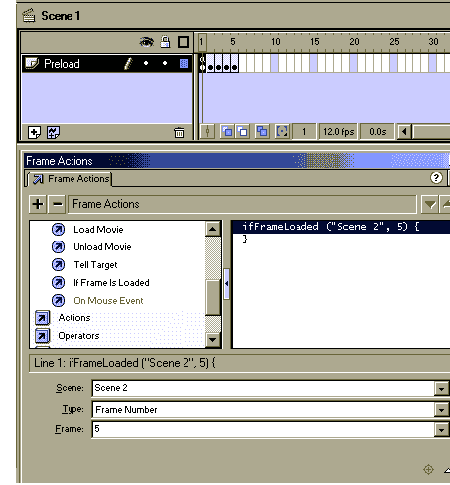 Scene 1
1 5 10 15 20 25 30
Preload
1 12.0 fps 0.0s
Frame Actions
Frame Actions
?
Frame Actions
Load Movie
Unload Movie
Tell Target
If Frame Is Loaded
On Mouse Event
Actions
Operators
ifFrameLoaded ("Scene 2", 5) {
}
Line 1: ifFrameLoaded ("Scene 2", 5) {
Scene: Scene 2
Type: Frame Number
Frame: 5